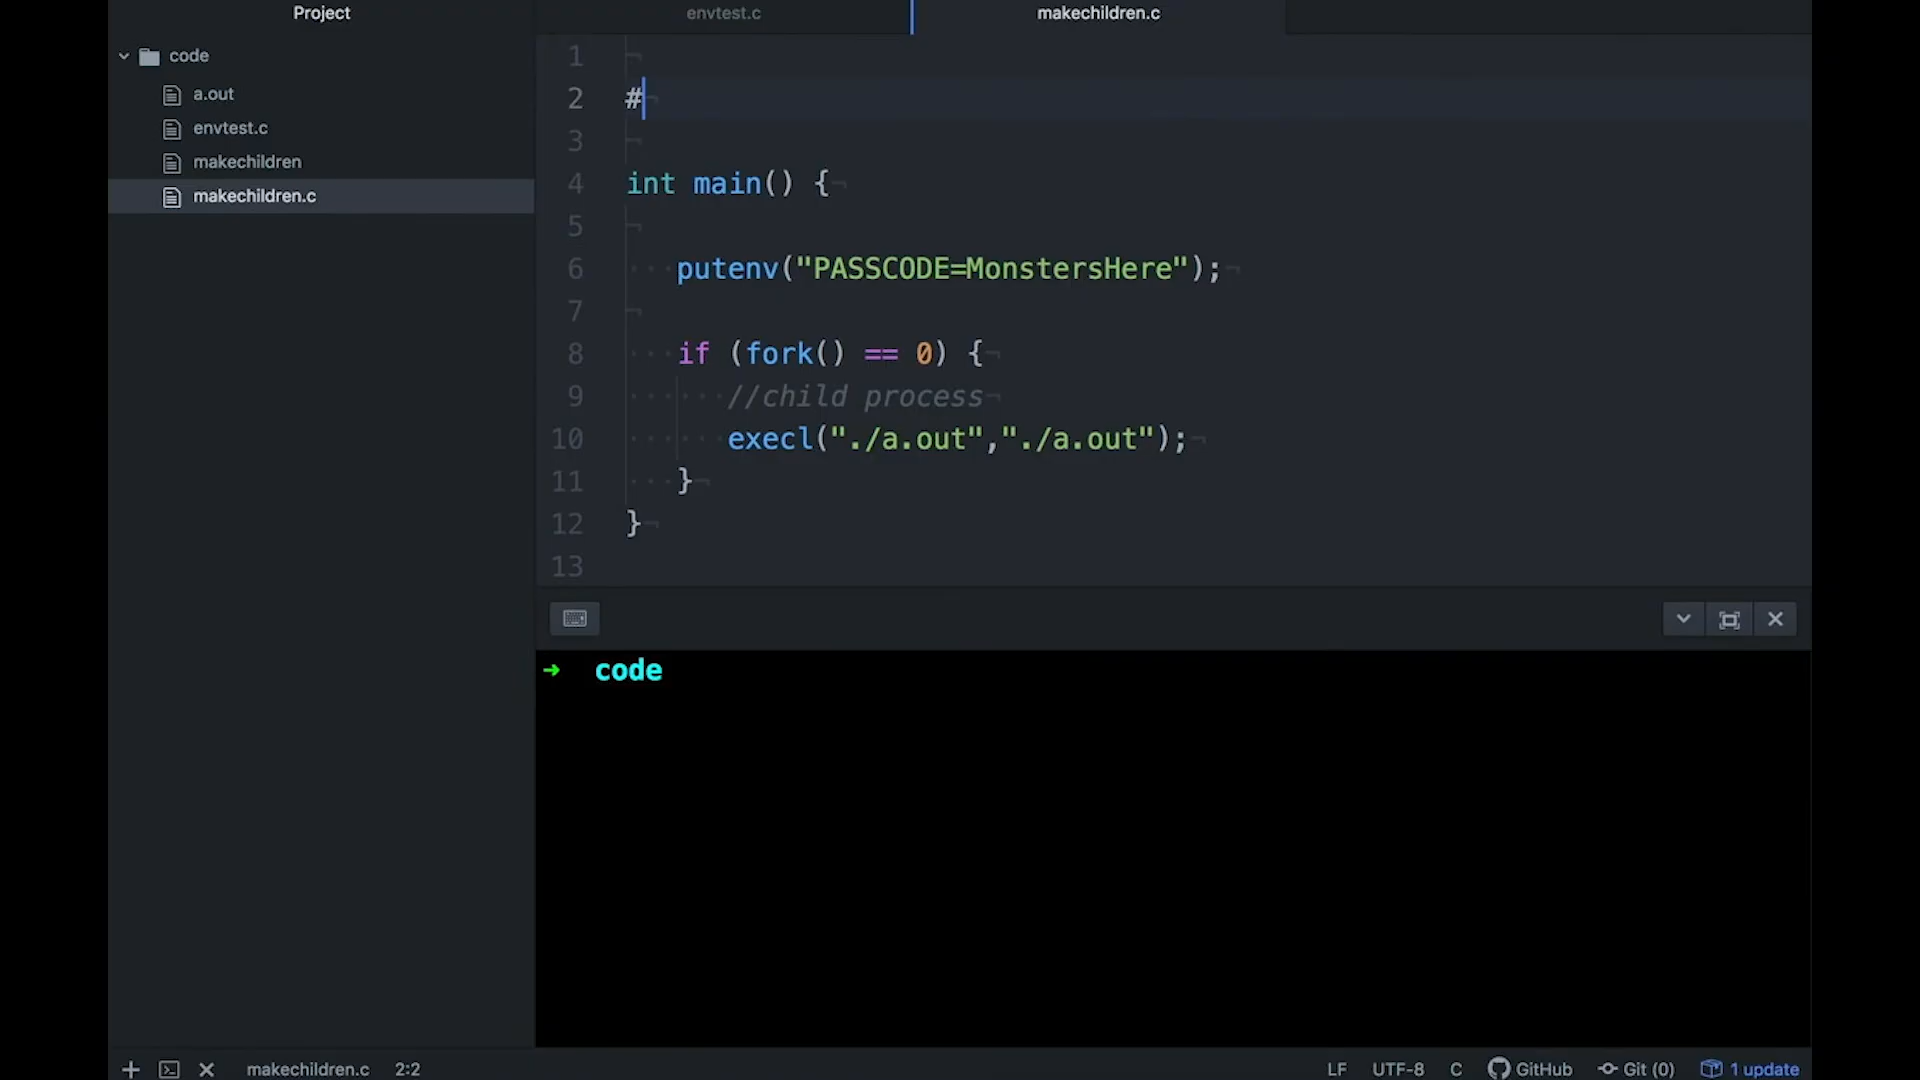 Project
code
a.out
envtest.c
makechildren
makechildren.c
envtest.c
makechildren.c
1
2 #
3
4 int main() {
5
6 putenv("PASSCODE=MonstersHere");
7
8 if (fork() == 0) {
9 //child process
10 execl("./a.out","./a.out");
11 }
12 }
13
➜ code
makechildren.c 2:2
LF UTF-8 C GitHub Git (0) 1 update